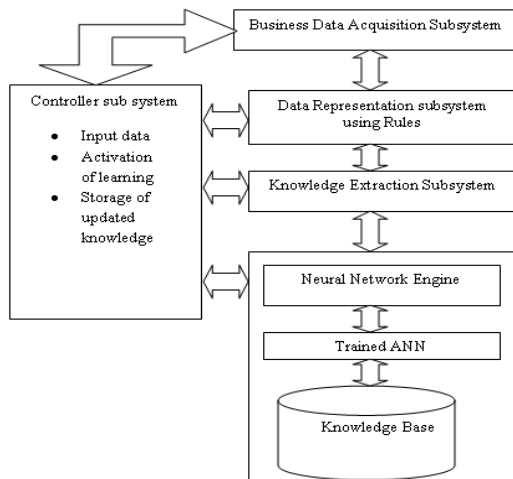 Business Data Acquisition Subsystem
Controller sub system
● Input data
● Activation
of learning
● Storage of
updated
knowledge
Data Representation subsystem
using Rules
Knowledge Extraction Subsystem
Neural Network Engine
Trained ANN
Knowledge Base